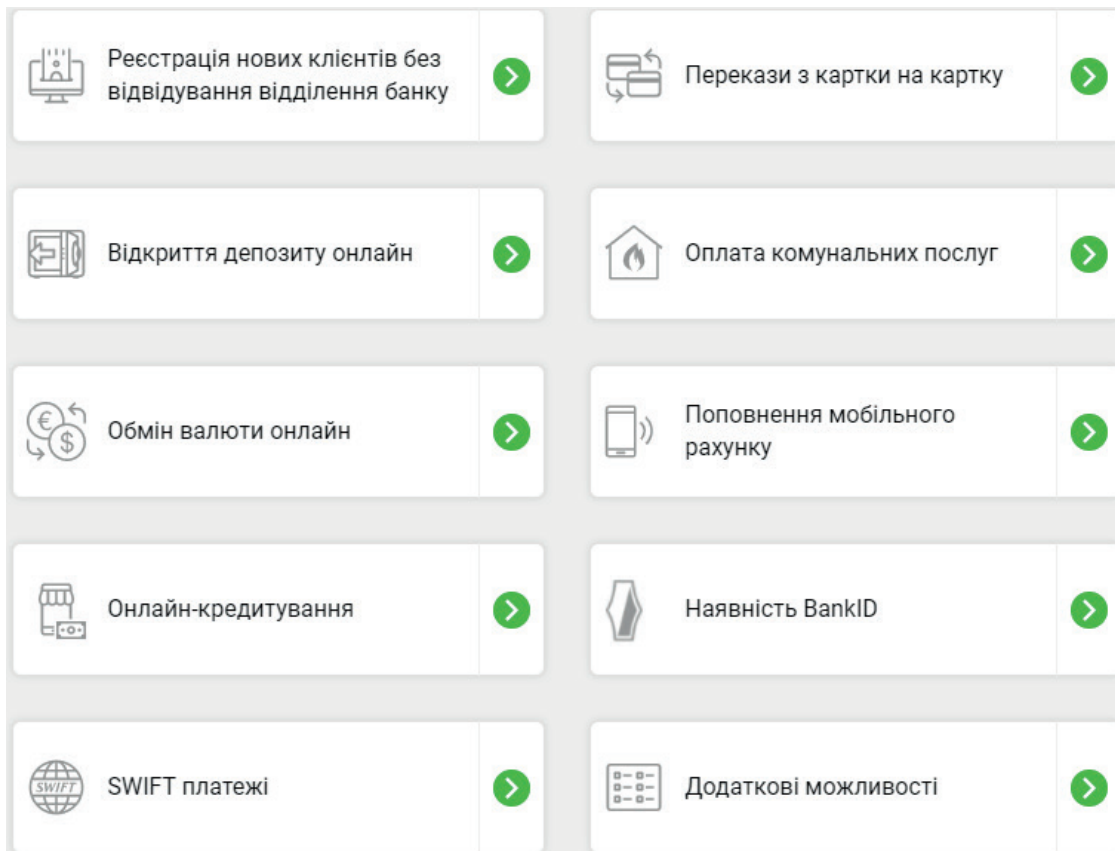 Реєстрація нових клієнтів без
відвідування відділення банку
Перекази з картки на картку
Відкриття депозиту онлайн
Оплата комунальних послуг
€
$
Обмін валюти онлайн
Поповнення мобільного
рахунку
Онлайн-кредитування
Наявність BankID
SWIFT
SWIFT платежі
Додаткові можливості